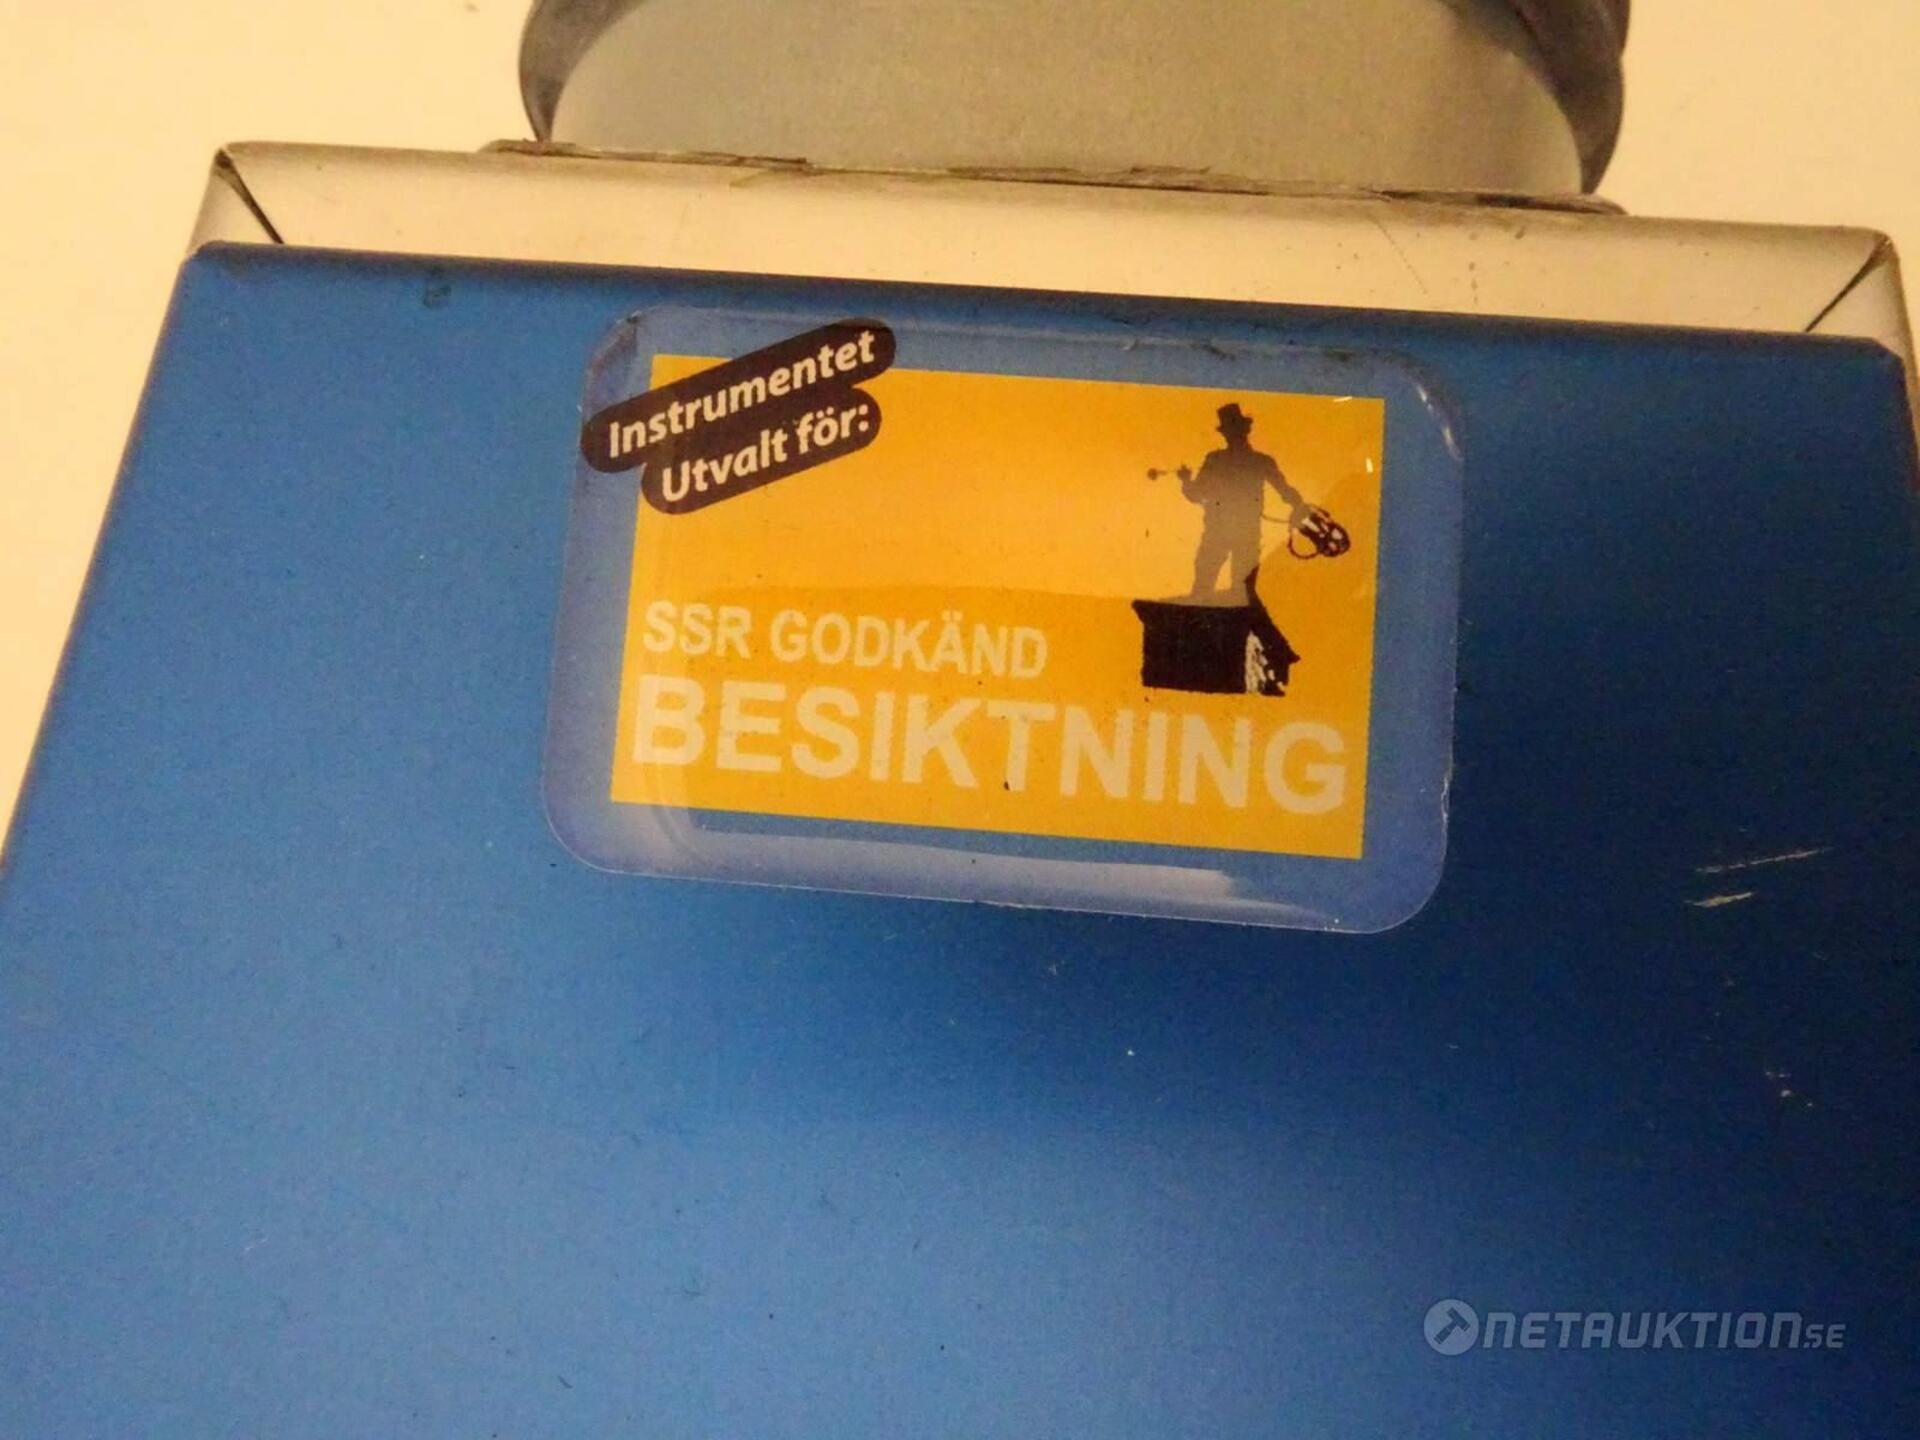 Instrumentet
Utvalt för:
SSR GODKÄND
BESIKTNING
NETAUKTION.SE